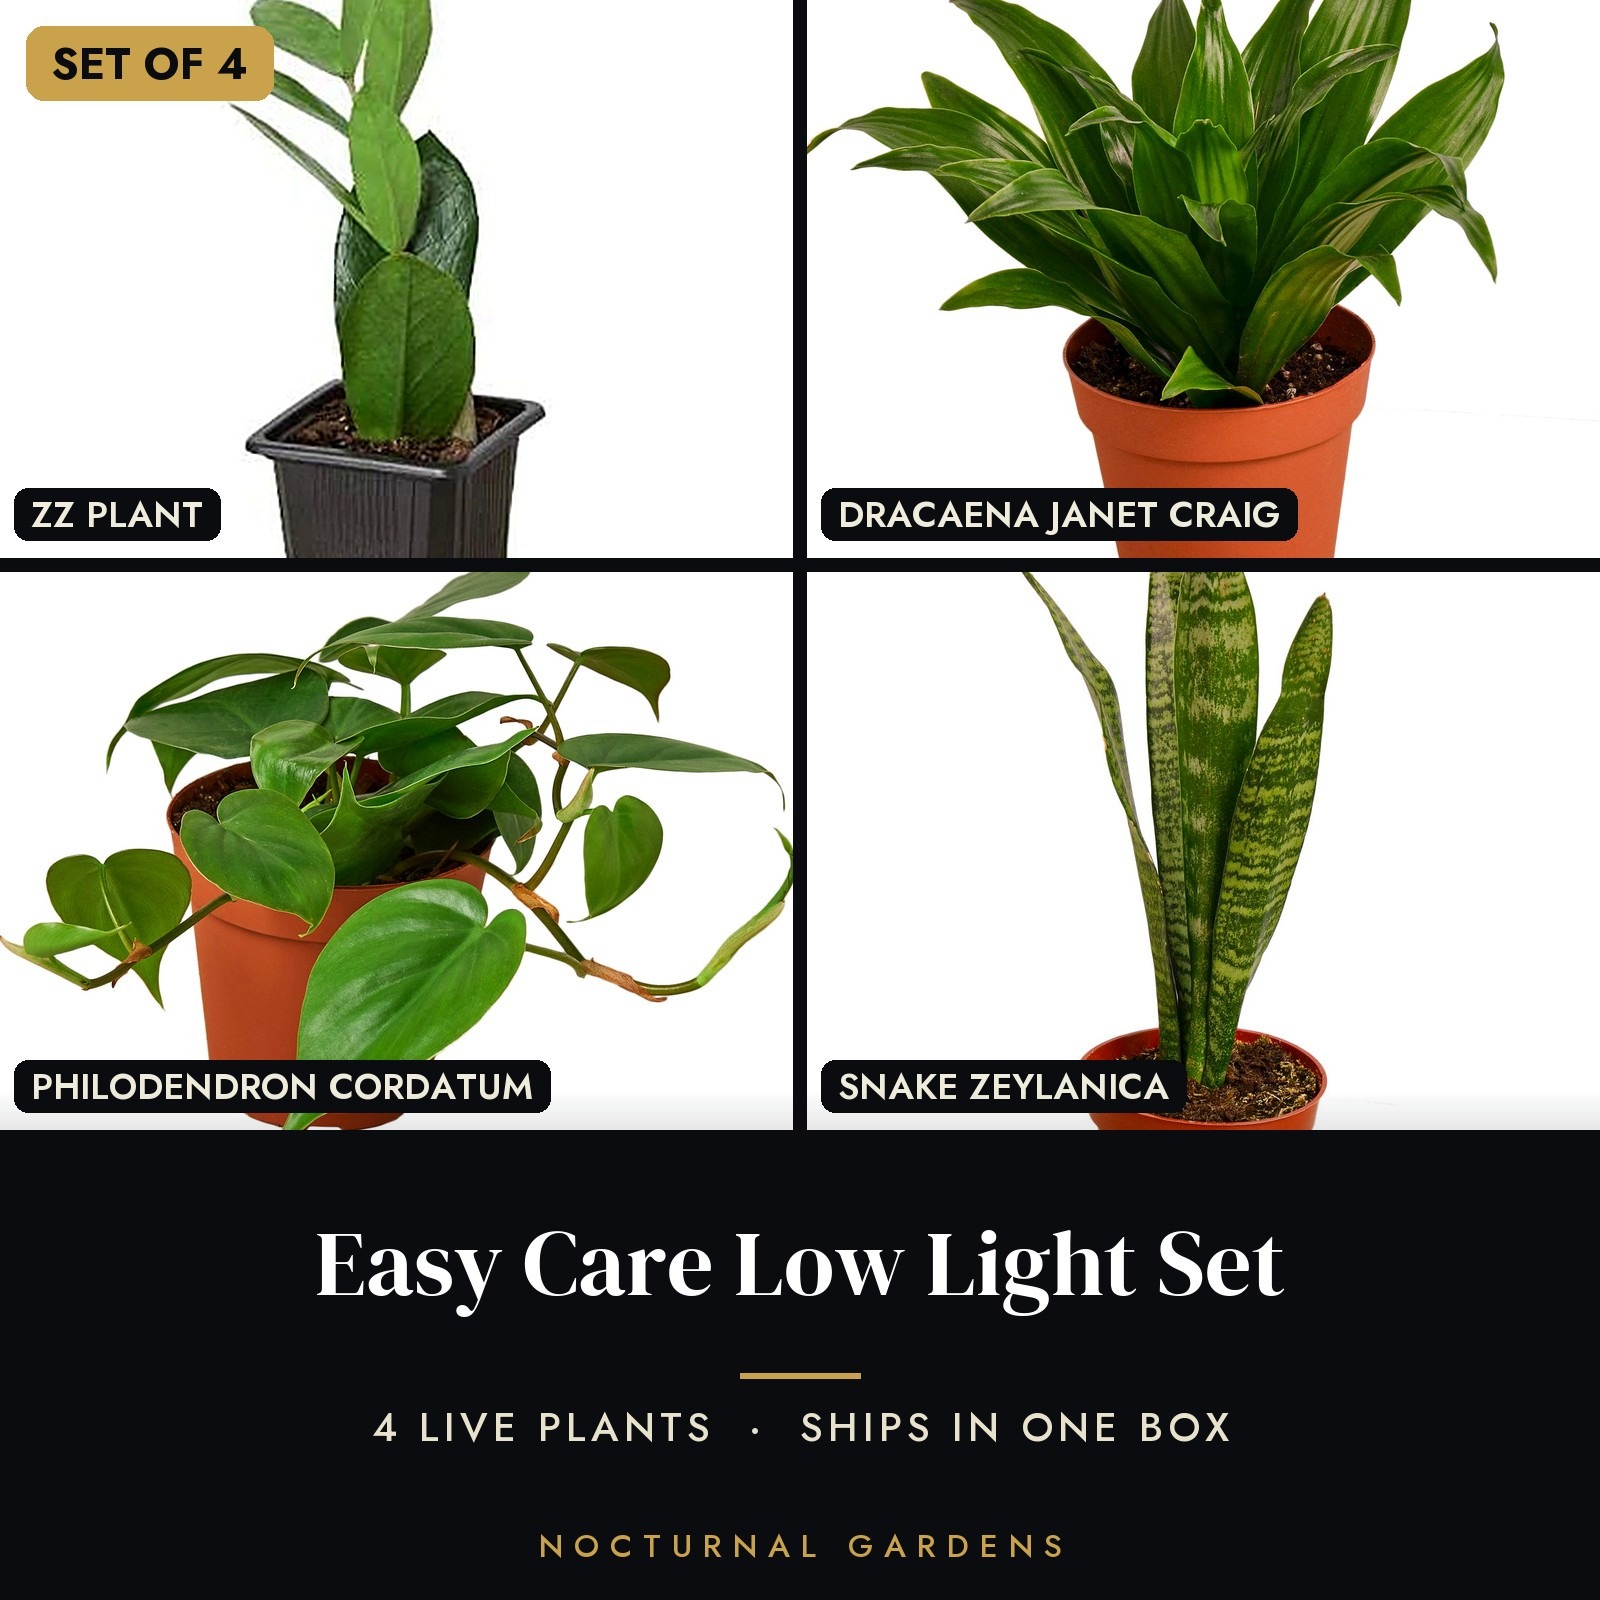 SET OF 4
ZZ PLANT
DRACAENA JANET CRAIG
PHILODENDRON CORDATUM
SNAKE ZEYLANICA
Easy Care Low Light Set
4 LIVE PLANTS · SHIPS IN ONE BOX
NOCTURNAL GARDENS